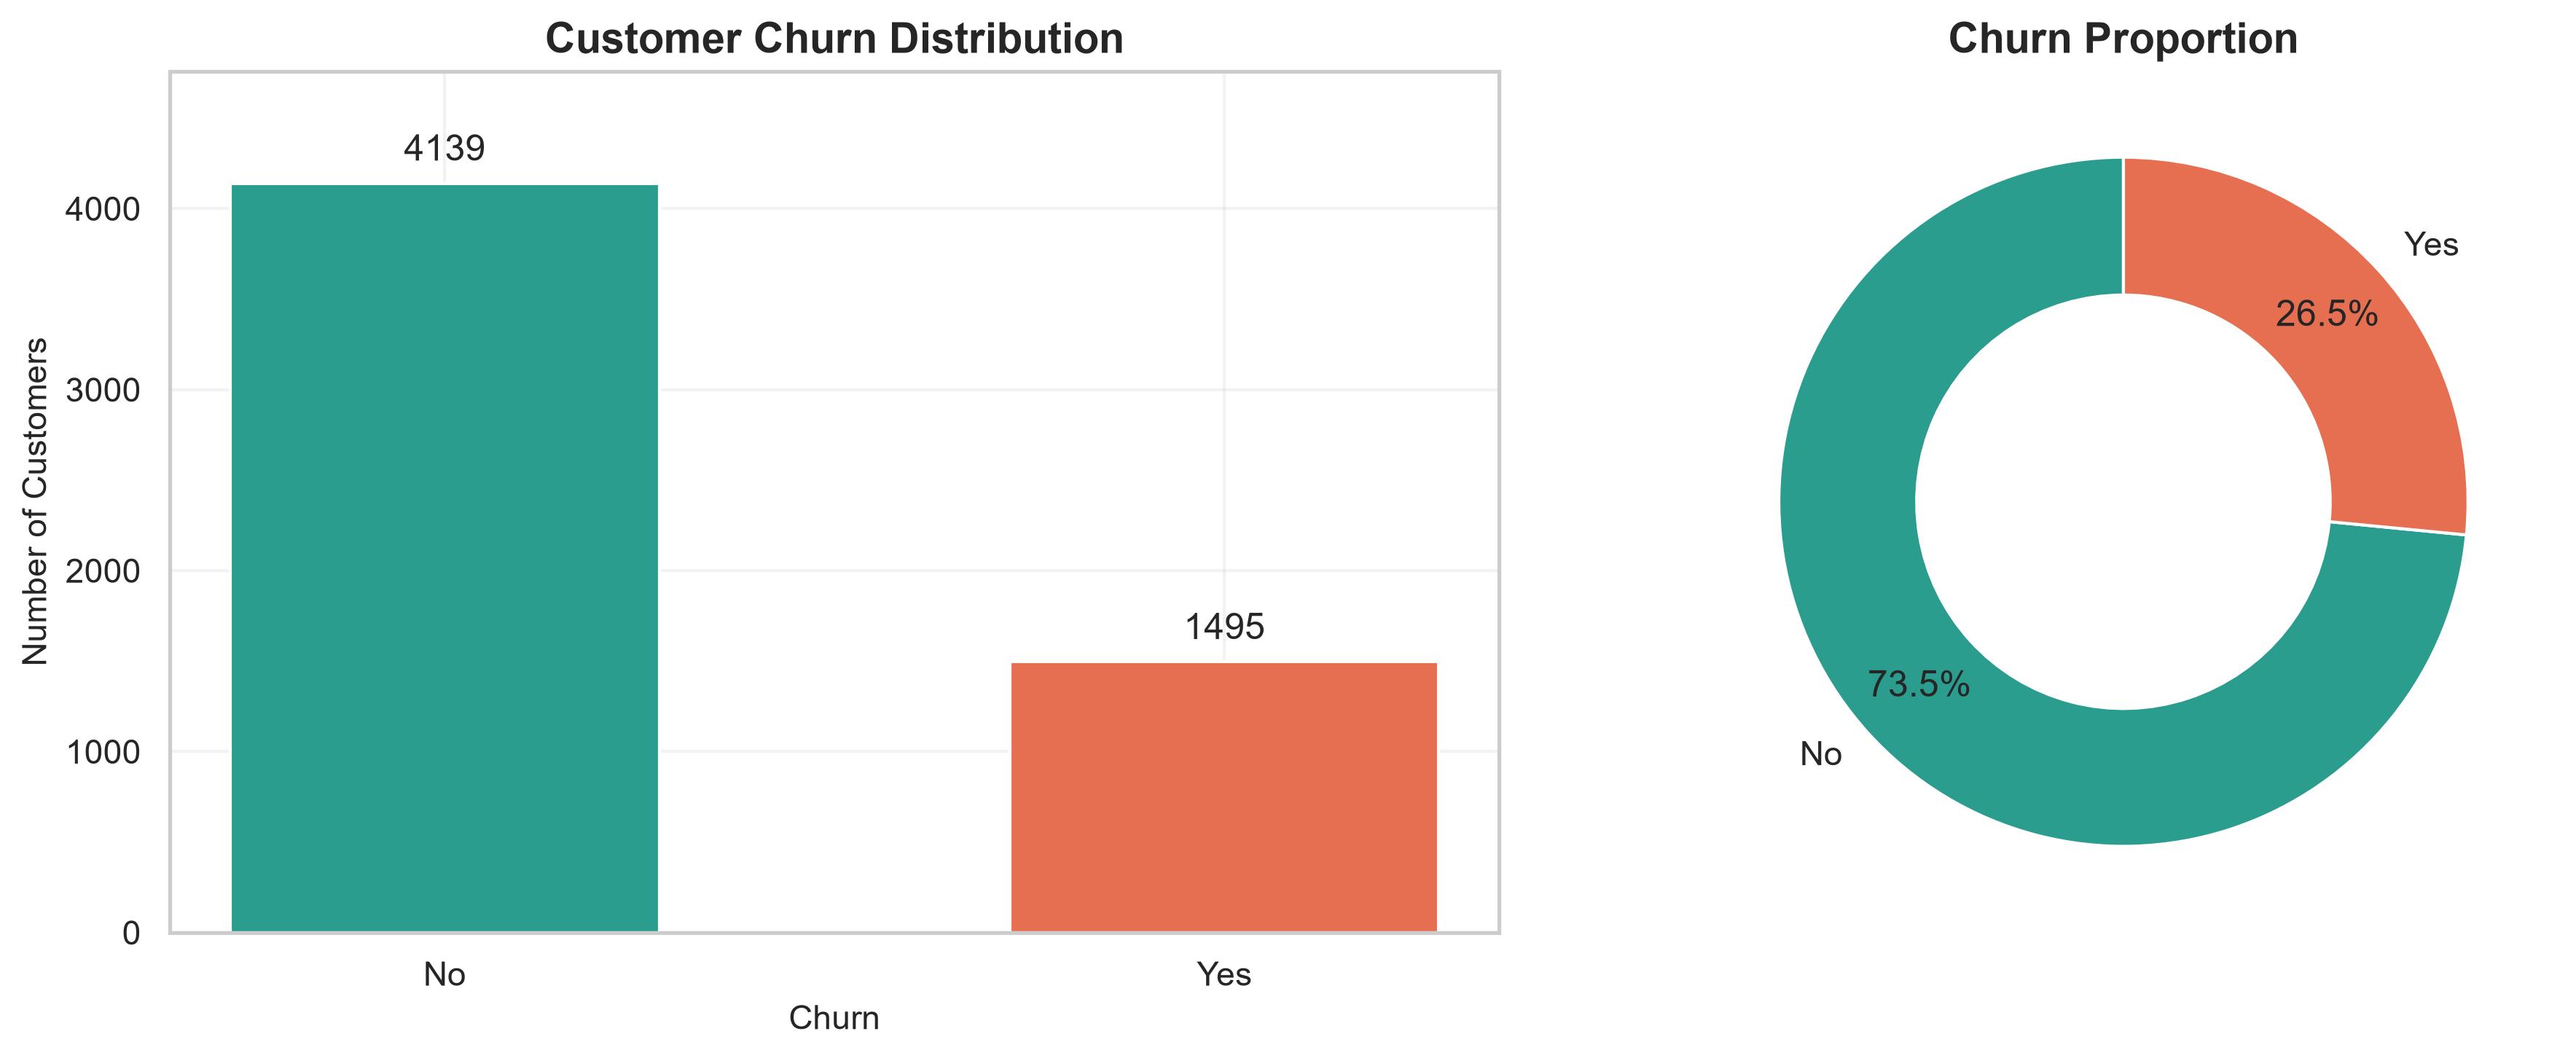 Customer Churn Distribution
Number of Customers
4000
3000
2000
1000
0
4139
1495
No
Yes
Churn
Churn Proportion
Yes
26.5%
73.5%
No